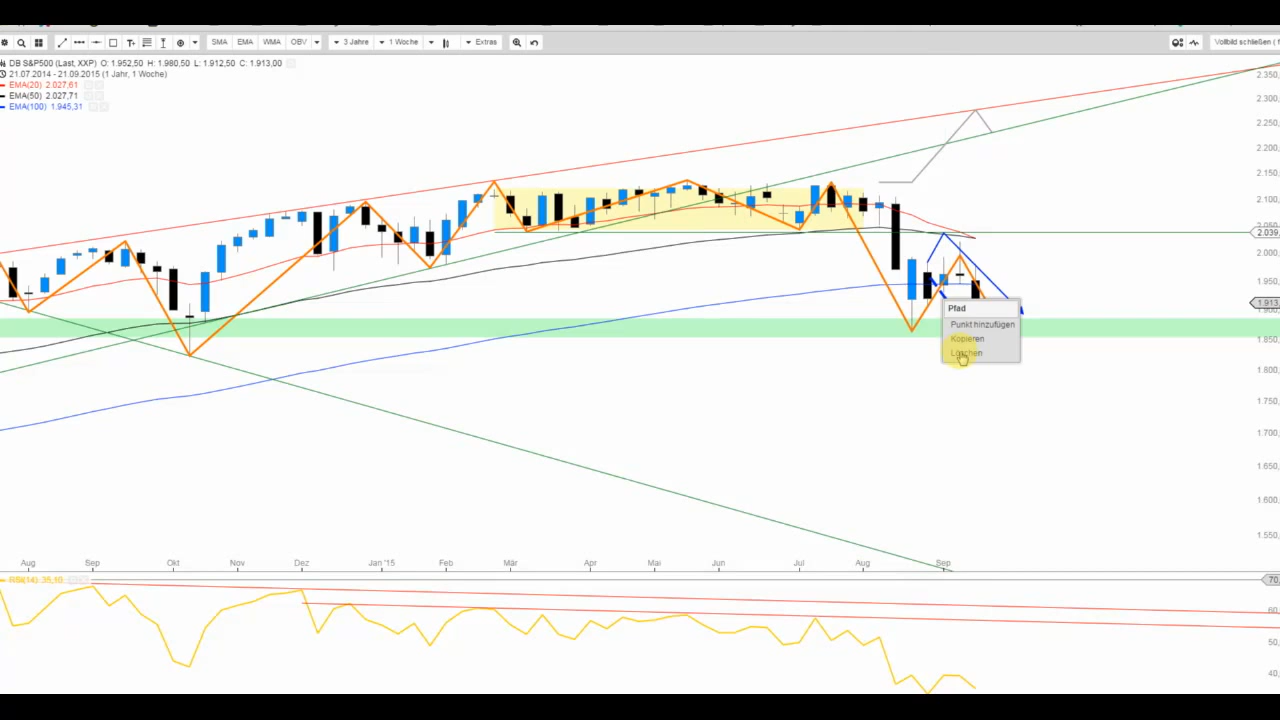 SMA EMA WMA OBV 3 Jahre 1 Woche Extras Vollbild schließen (
DB S&P500 (Last, XXP) O: 1.952,50 H: 1.980,50 L: 1.912,50 C: 1.913,00
21.07.2014 - 21.09.2015 (1 Jahr, 1 Woche)
EMA(20) 2.027,61
EMA(50) 2.027,71
EMA(100) 1.945,31
2.350,
2.300,
2.250,
2.200,
2.150,
2.100,
2.039,
2.000,
1.950,
1.913,
1.850,
1.800,
1.750,
1.700,
1.650,
1.600,
1.550,
Pfad
Punkt hinzufügen
Kopieren
Löschen
Aug Sep Okt Nov Dez Jan '15 Feb Mär Apr Mai Jun Jul Aug Sep
RSI(14) 35,10
70,
60,
50,
40,